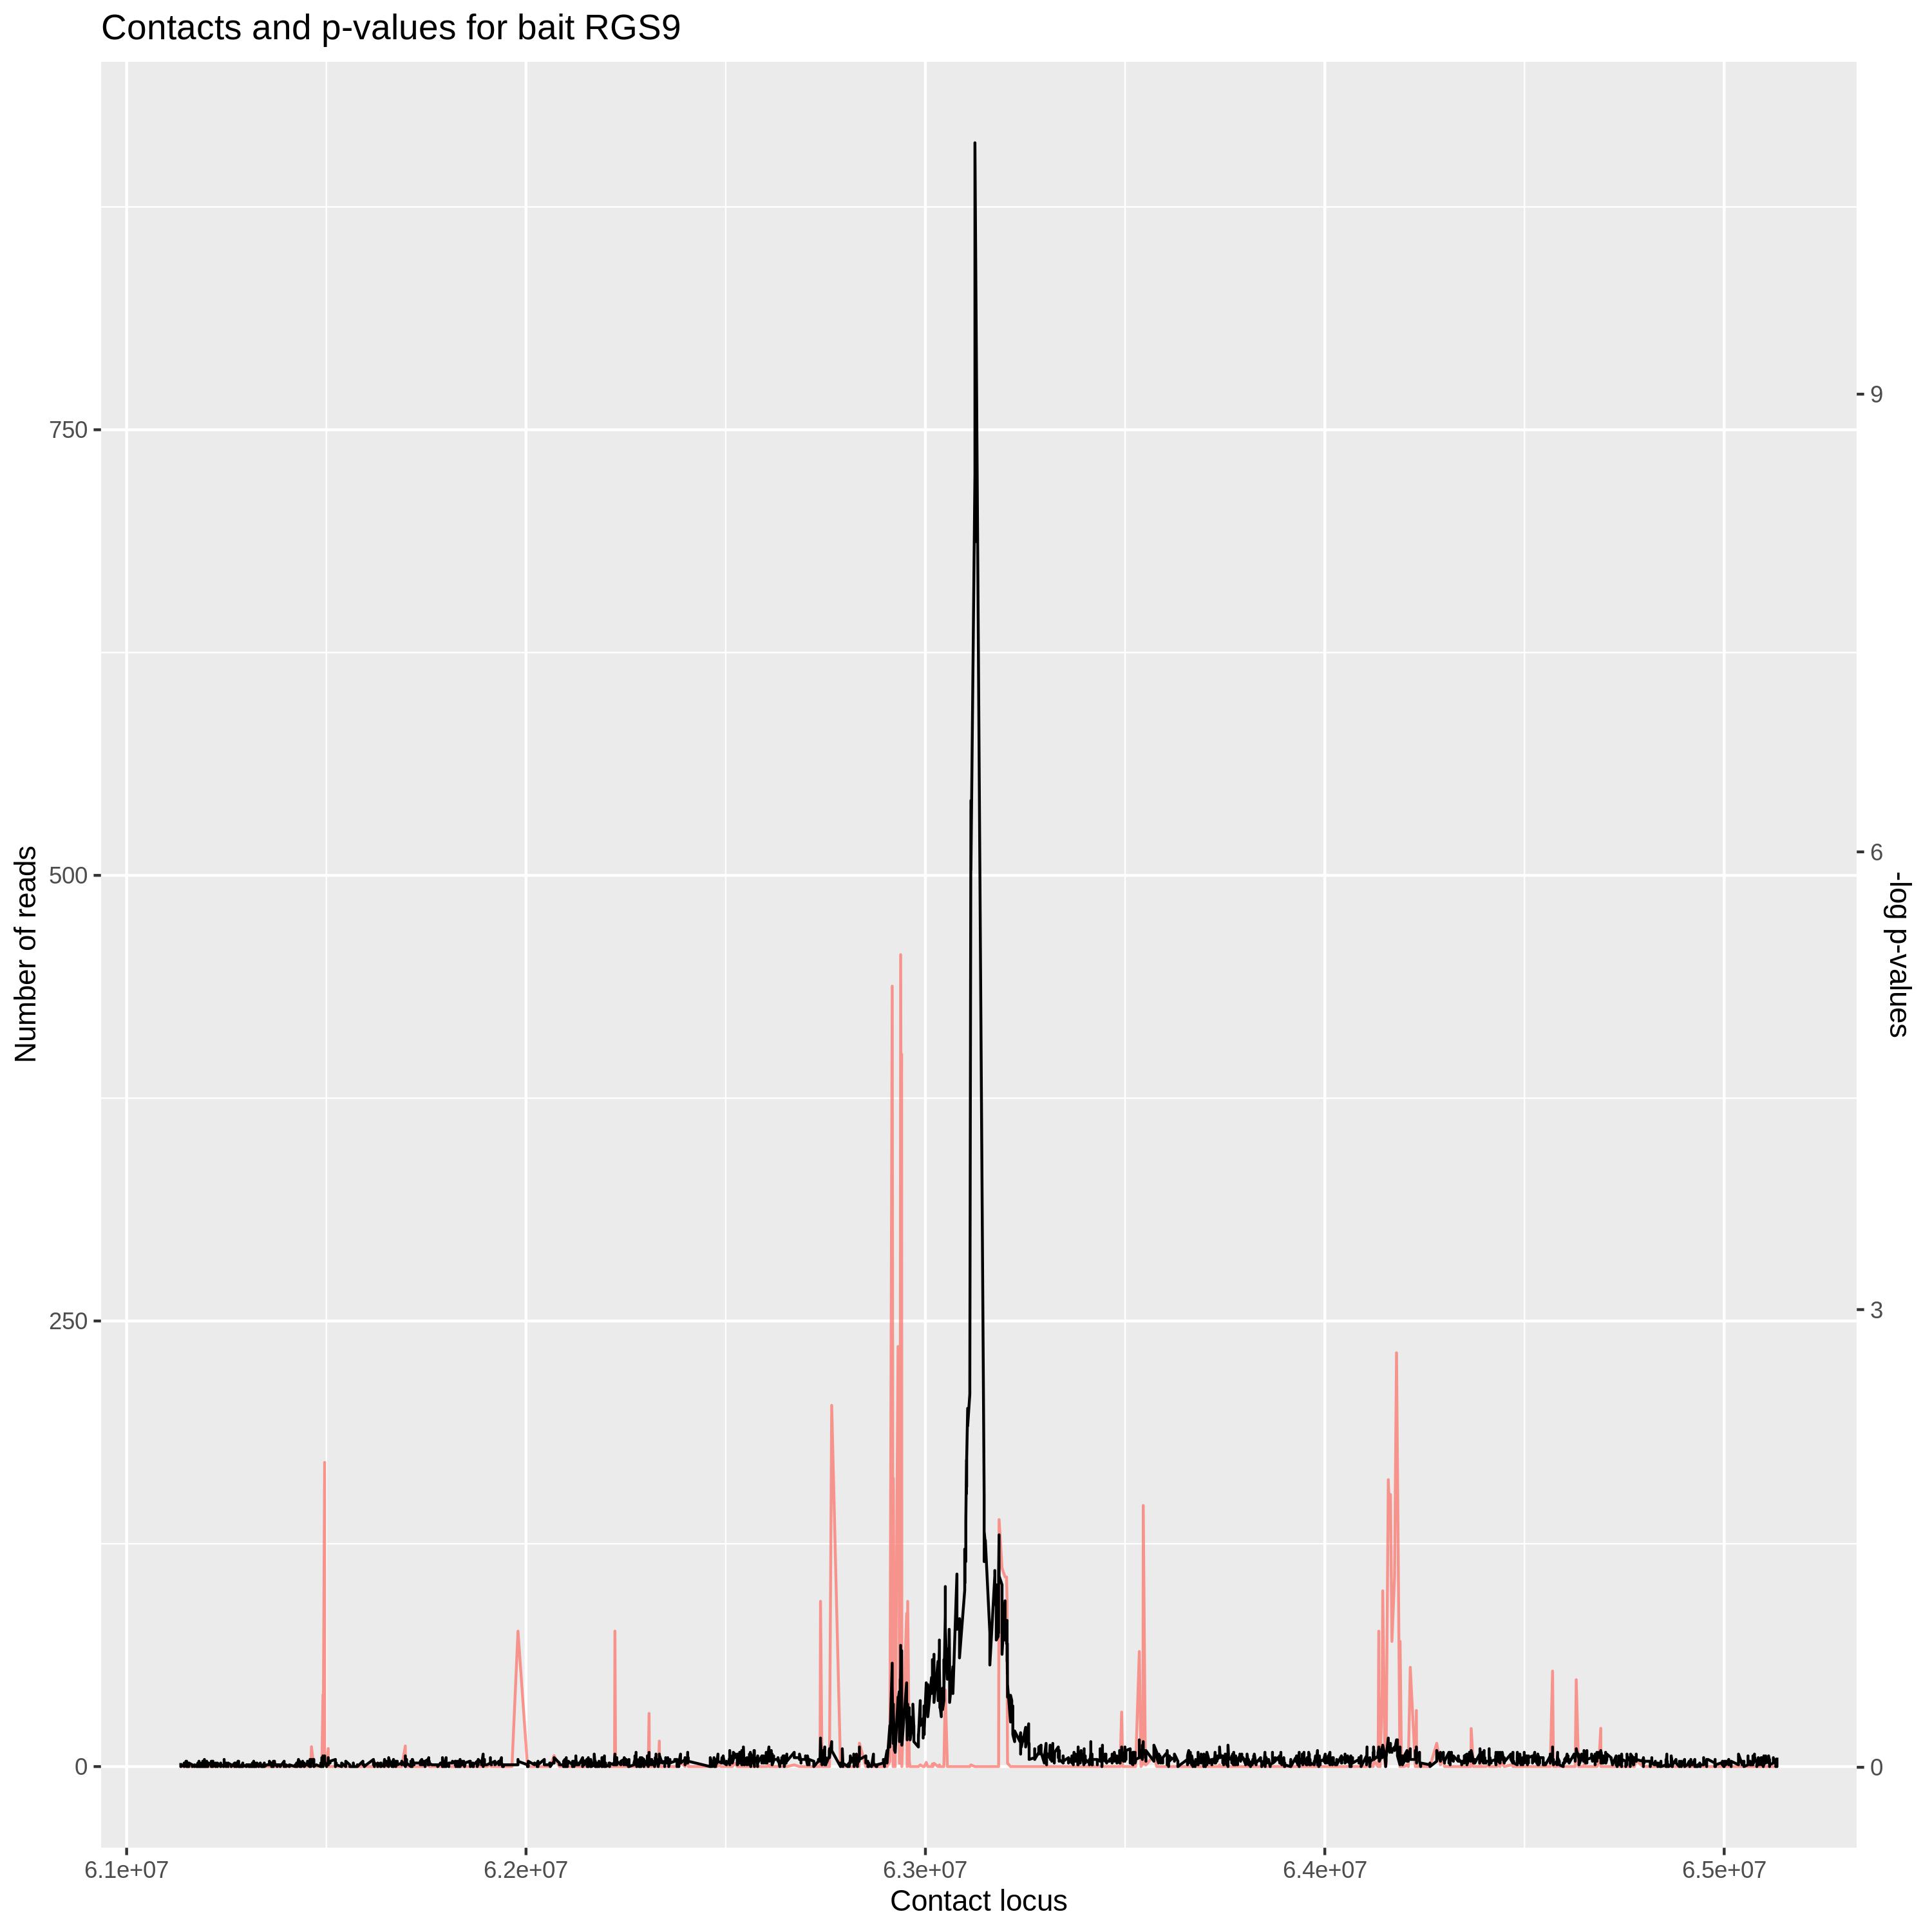 Contacts and p-values for bait RGS9
750
500
250
0
Number of reads
9
6
3
0
-log p-values
6.1e+07 6.2e+07 6.3e+07 6.4e+07 6.5e+07
Contact locus